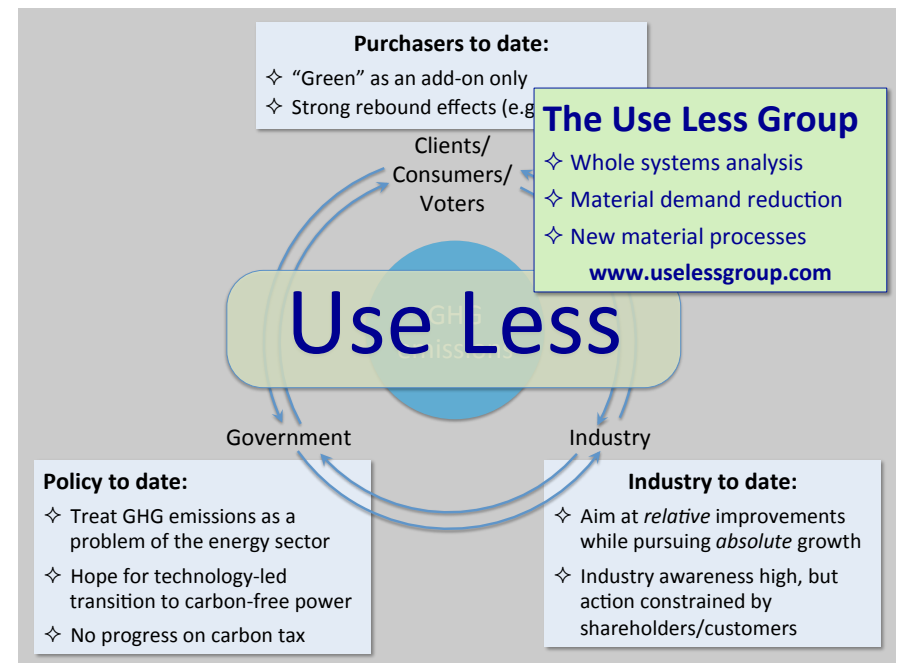 Purchasers to date:
✧ “Green” as an add-on only
✧ Strong rebound effects (e.g
The Use Less Group
✧ Whole systems analysis
✧ Material demand reduction
✧ New material processes
www.uselessgroup.com
Clients/
Consumers/
Voters
GHG
emissions
Use Less
Government
Industry
Policy to date:
✧ Treat GHG emissions as a
problem of the energy sector
✧ Hope for technology-led
transition to carbon-free power
✧ No progress on carbon tax
Industry to date:
✧ Aim at relative improvements
while pursuing absolute growth
✧ Industry awareness high, but
action constrained by
shareholders/customers